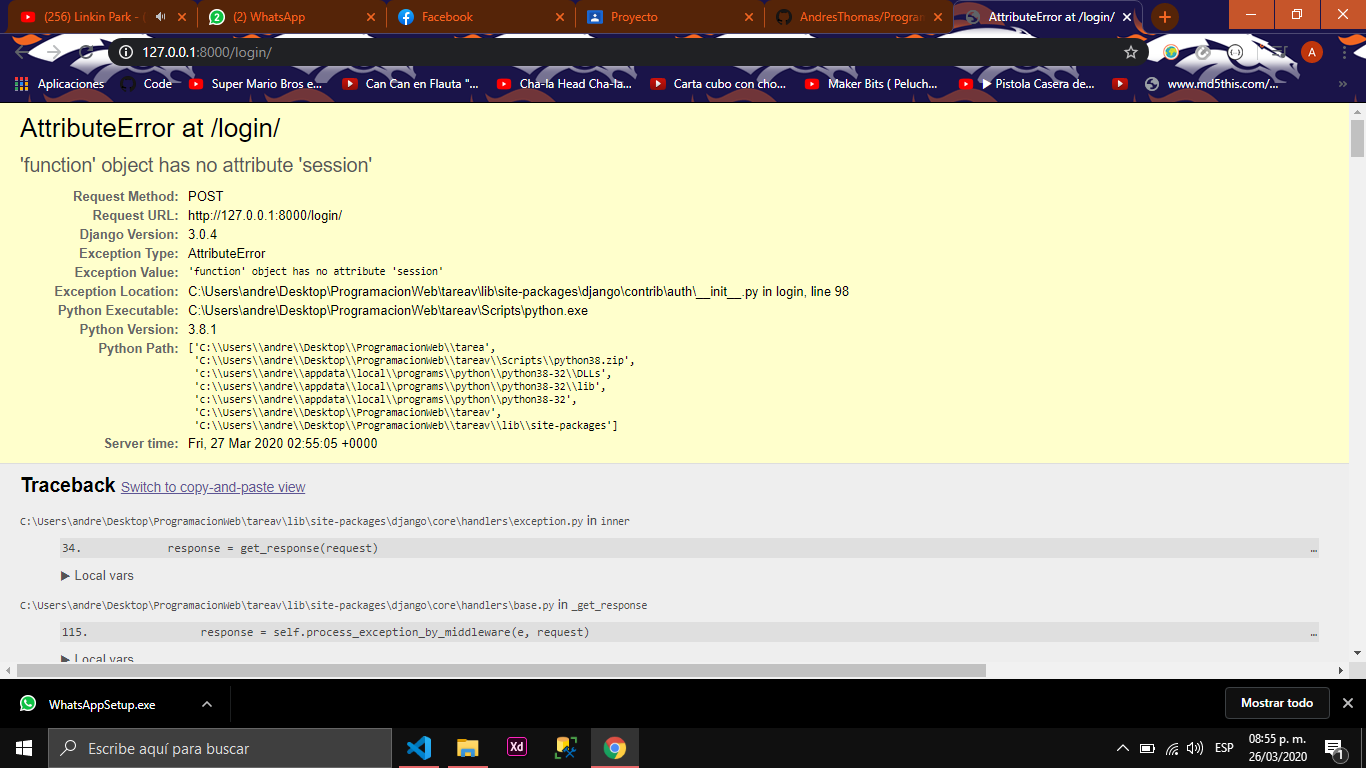 (256) Linkin Park - (
(2) WhatsApp
Facebook
Proyecto
AndresThomas/Program
AttributeError at /login/
127.0.0.1:8000/login/
A
Aplicaciones
Code
Super Mario Bros e...
Can Can en Flauta "...
Cha-la Head Cha-la...
Carta cubo con cho...
Maker Bits ( Peluch...
▶ Pistola Casera de...
www.md5this.com/...
AttributeError at /login/
'function' object has no attribute 'session'
Request Method: POST
Request URL: http://127.0.0.1:8000/login/
Django Version: 3.0.4
Exception Type: AttributeError
Exception Value: 'function' object has no attribute 'session'
Exception Location: C:\Users\andre\Desktop\ProgramacionWeb\tareav\lib\site-packages\django\contrib\auth\__init__.py in login, line 98
Python Executable: C:\Users\andre\Desktop\ProgramacionWeb\tareav\Scripts\python.exe
Python Version: 3.8.1
Python Path: ['C:\\Users\\andre\\Desktop\\ProgramacionWeb\\tarea',
'C:\\Users\\andre\\Desktop\\ProgramacionWeb\\tareav\\Scripts\\python38.zip',
'c:\\users\\andre\\appdata\\local\\programs\\python\\python38-32\\DLLs',
'c:\\users\\andre\\appdata\\local\\programs\\python\\python38-32\\lib',
'c:\\users\\andre\\appdata\\local\\programs\\python\\python38-32',
'C:\\Users\\andre\\Desktop\\ProgramacionWeb\\tareav',
'C:\\Users\\andre\\Desktop\\ProgramacionWeb\\tareav\\lib\\site-packages']
Server time: Fri, 27 Mar 2020 02:55:05 +0000
Traceback Switch to copy-and-paste view
C:\Users\andre\Desktop\ProgramacionWeb\tareav\lib\site-packages\django\core\handlers\exception.py in inner
34. response = get_response(request) …
▶ Local vars
C:\Users\andre\Desktop\ProgramacionWeb\tareav\lib\site-packages\django\core\handlers\base.py in _get_response
115. response = self.process_exception_by_middleware(e, request) …
▶ Local vars
WhatsAppSetup.exe
Mostrar todo
Escribe aquí para buscar
Xd
ESP
08:55 p. m.
26/03/2020
1